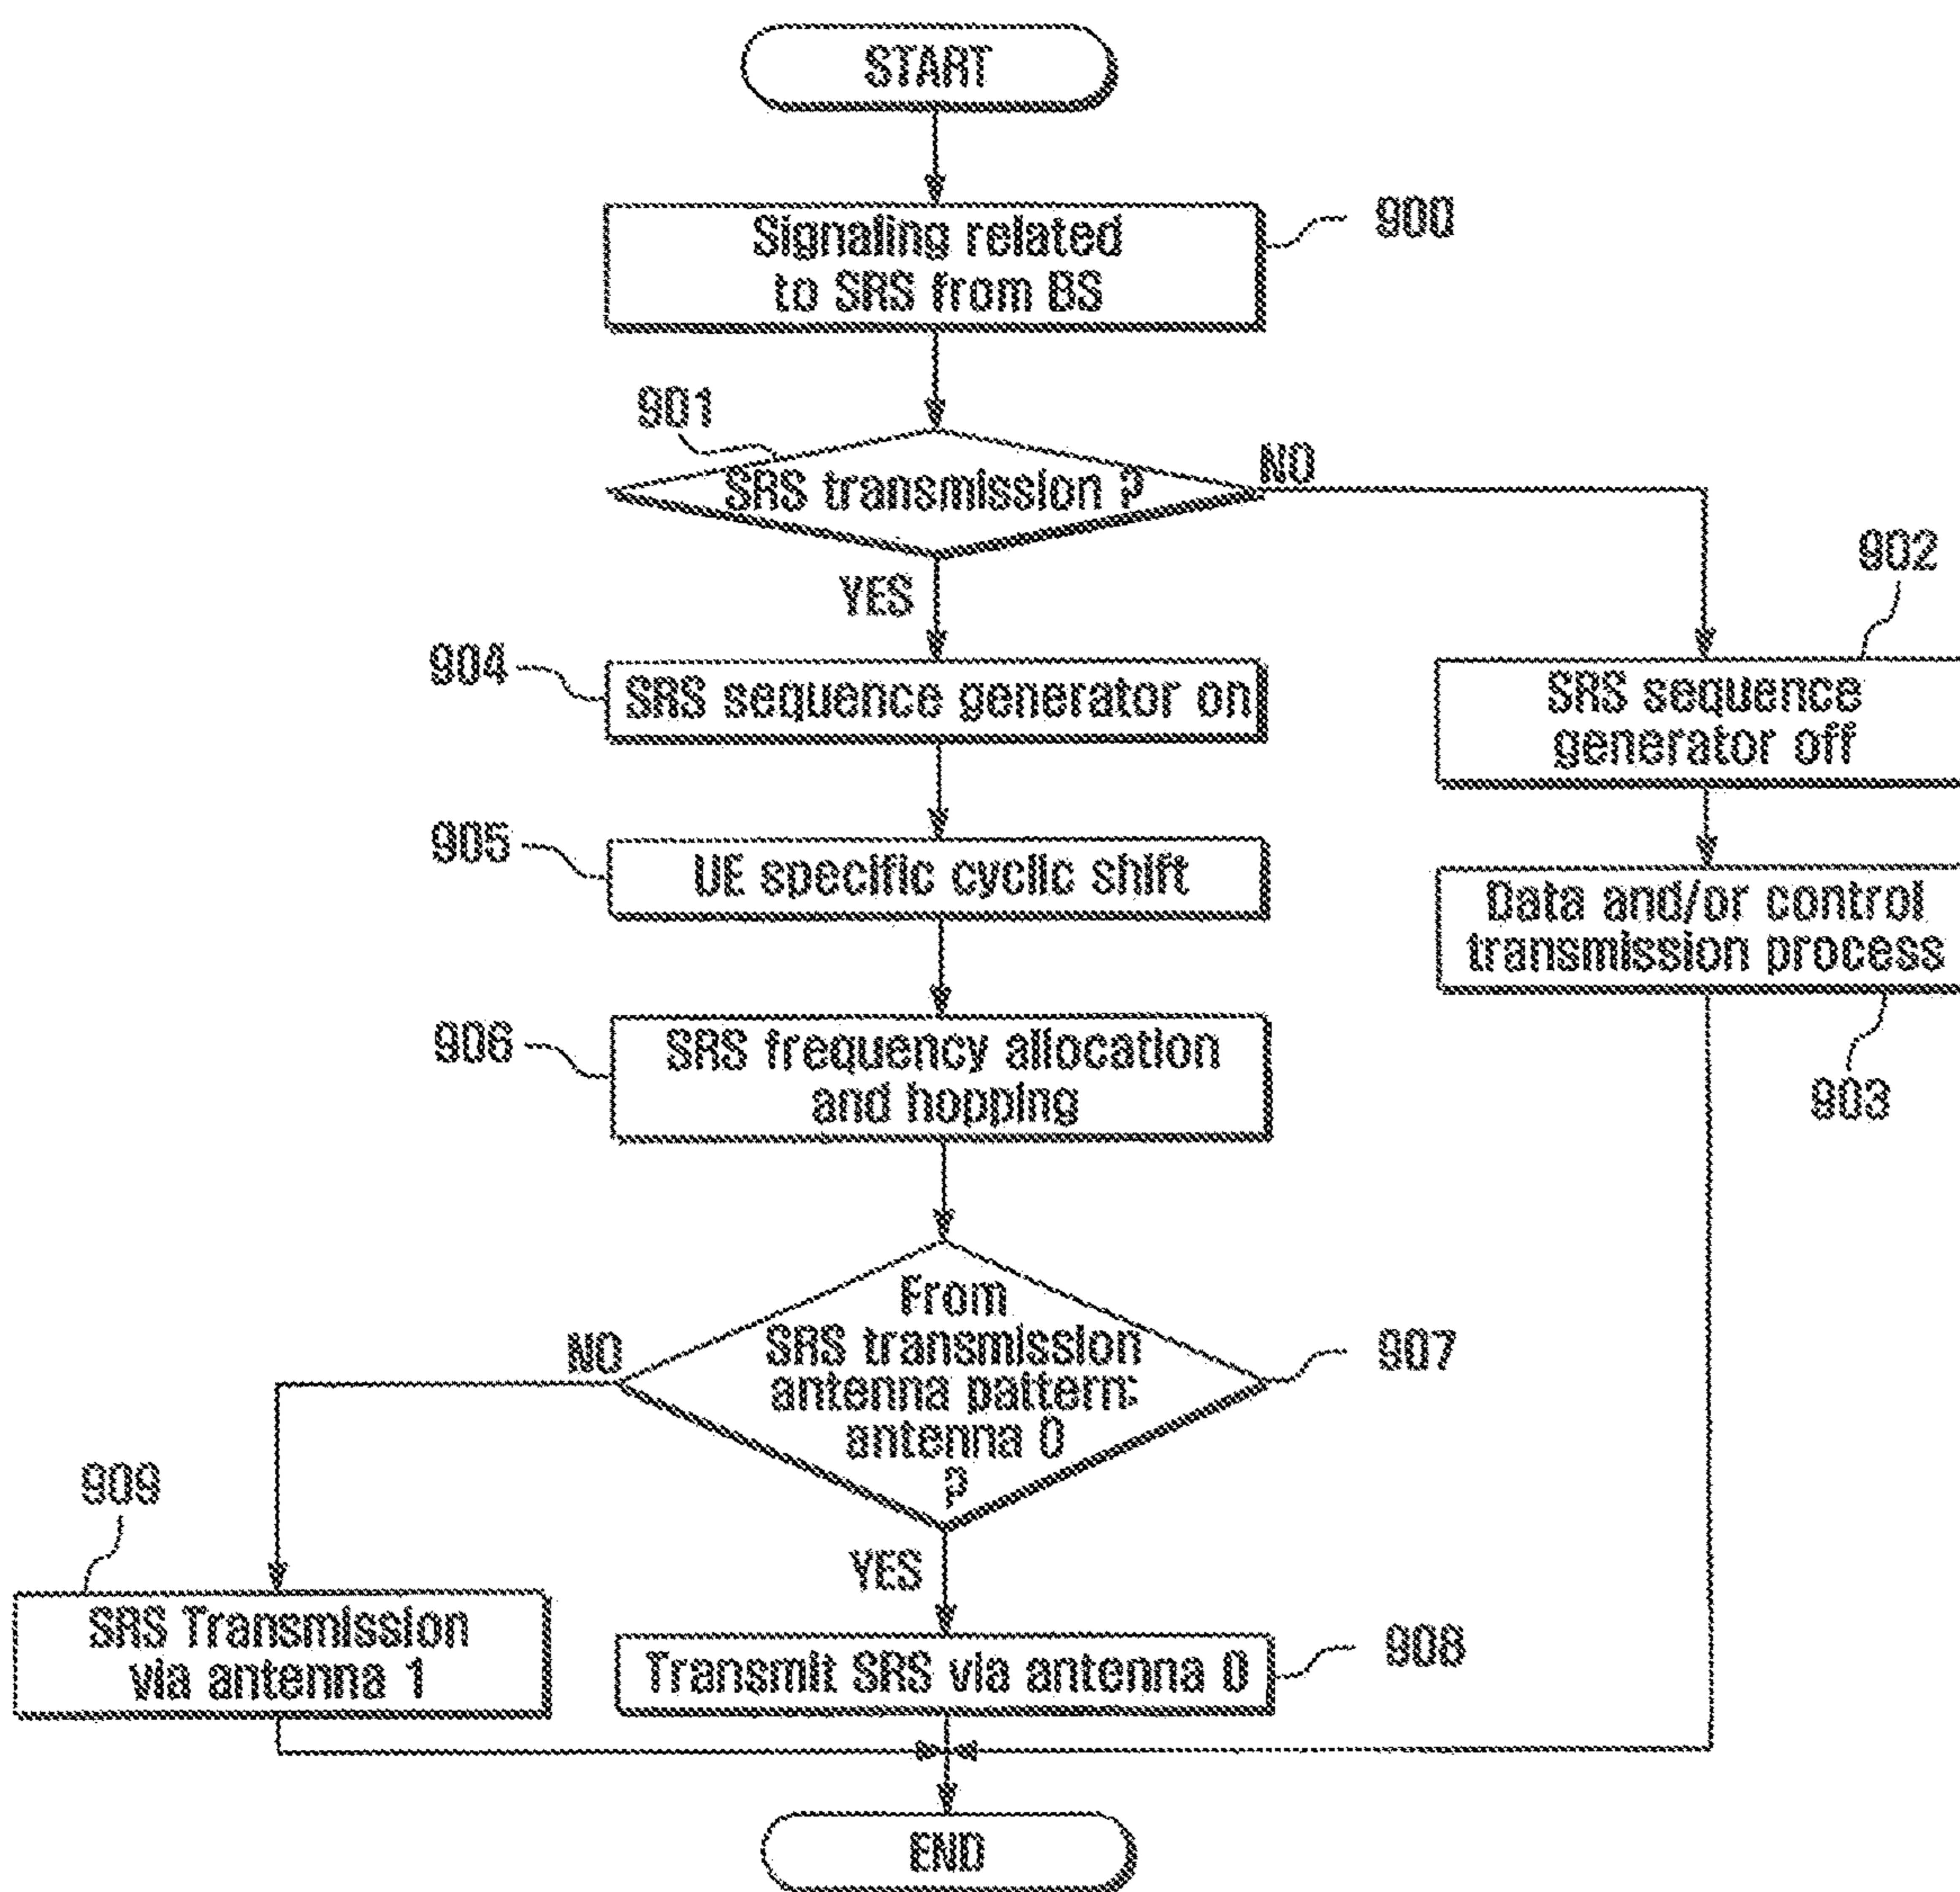 START
Signaling related
to SRS from BS
900
901
SRS transmission ?
NO
YES
902
904
SRS sequence generator on
SRS sequence
generator off
905
UE specific cyclic shift
Data and/or control
transmission process
903
906
SRS frequency allocation
and hopping
From
SRS transmission
antenna pattern:
antenna 0
?
907
NO
YES
909
SRS Transmission
via antenna 1
Transmit SRS via antenna 0
908
END